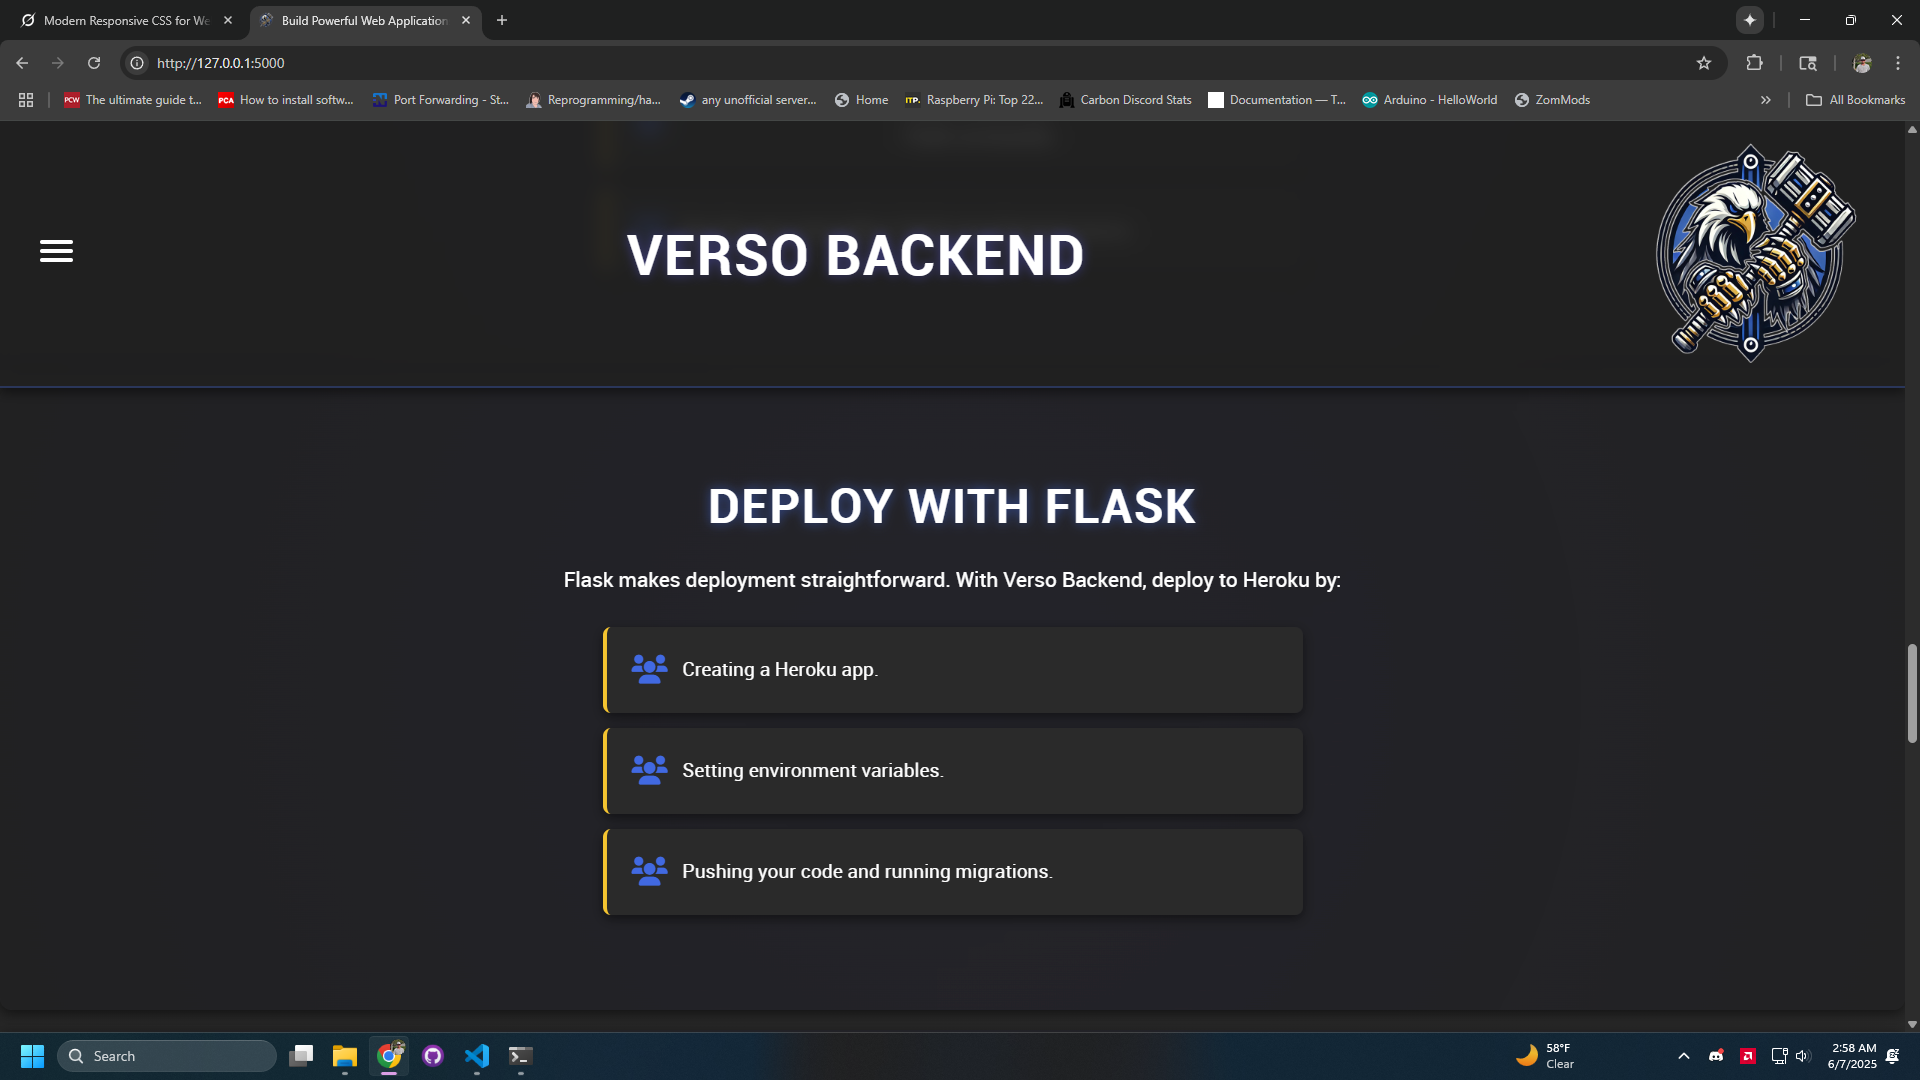 Modern Responsive CSS for We
Build Powerful Web Application
http://127.0.0.1:5000
PCW The ultimate guide t...
PCA How to install softw...
Port Forwarding - St...
Reprogramming/ha...
any unofficial server...
Home
ITP. Raspberry Pi: Top 22...
Carbon Discord Stats
Documentation — T...
Arduino - HelloWorld
ZomMods
All Bookmarks
VERSO BACKEND
DEPLOY WITH FLASK
Flask makes deployment straightforward. With Verso Backend, deploy to Heroku by:
Creating a Heroku app.
Setting environment variables.
Pushing your code and running migrations.
Search
58°F
Clear
2:58 AM
6/7/2025